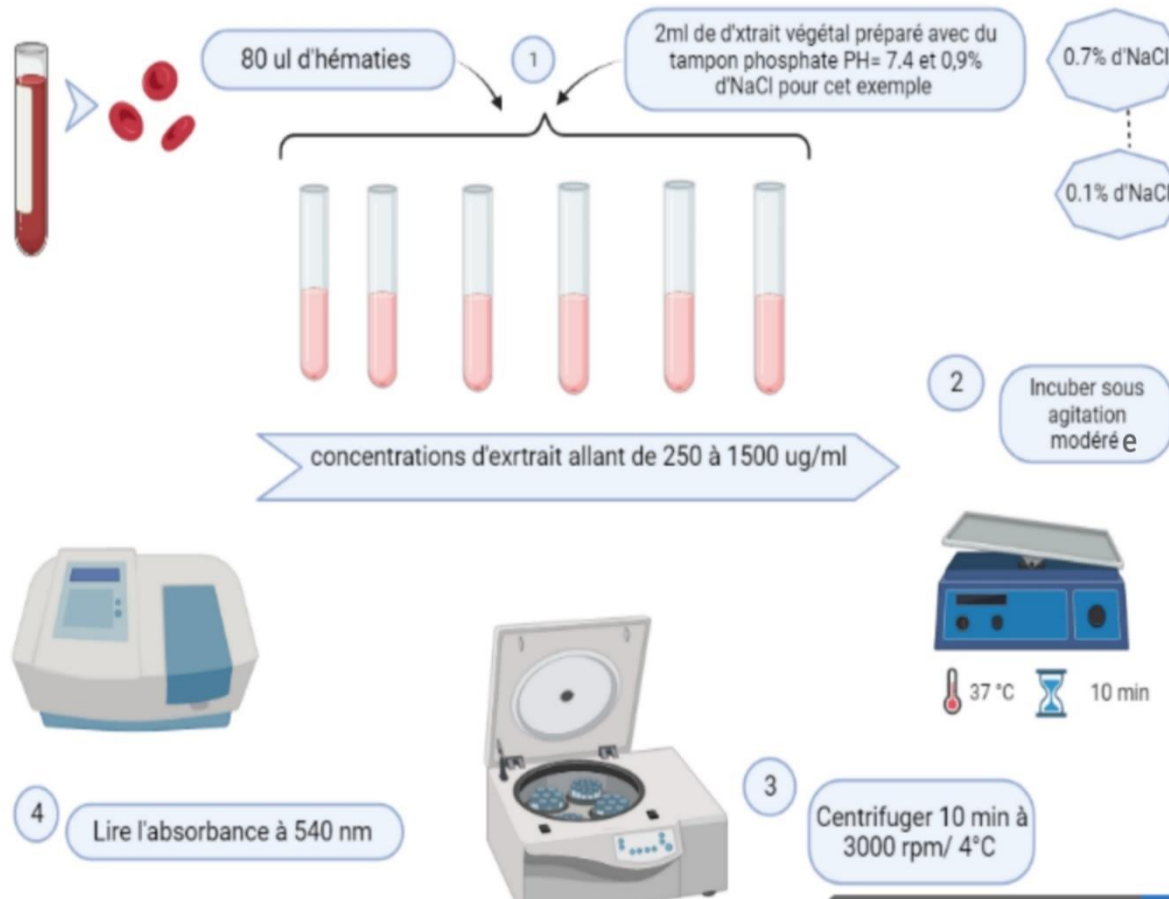 80 ul d'hématies
1
2ml de d'xtrait végétal préparé avec du
tampon phosphate PH= 7.4 et 0,9%
d'NaCl pour cet exemple
0.7% d'NaCl
0.1% d'NaCl
concentrations d'exrtrait allant de 250 à 1500 ug/ml
2
Incuber sous
agitation
modéré e
37 °C
10 min
3
Centrifuger 10 min à
3000 rpm/ 4°C
4
Lire l'absorbance à 540 nm